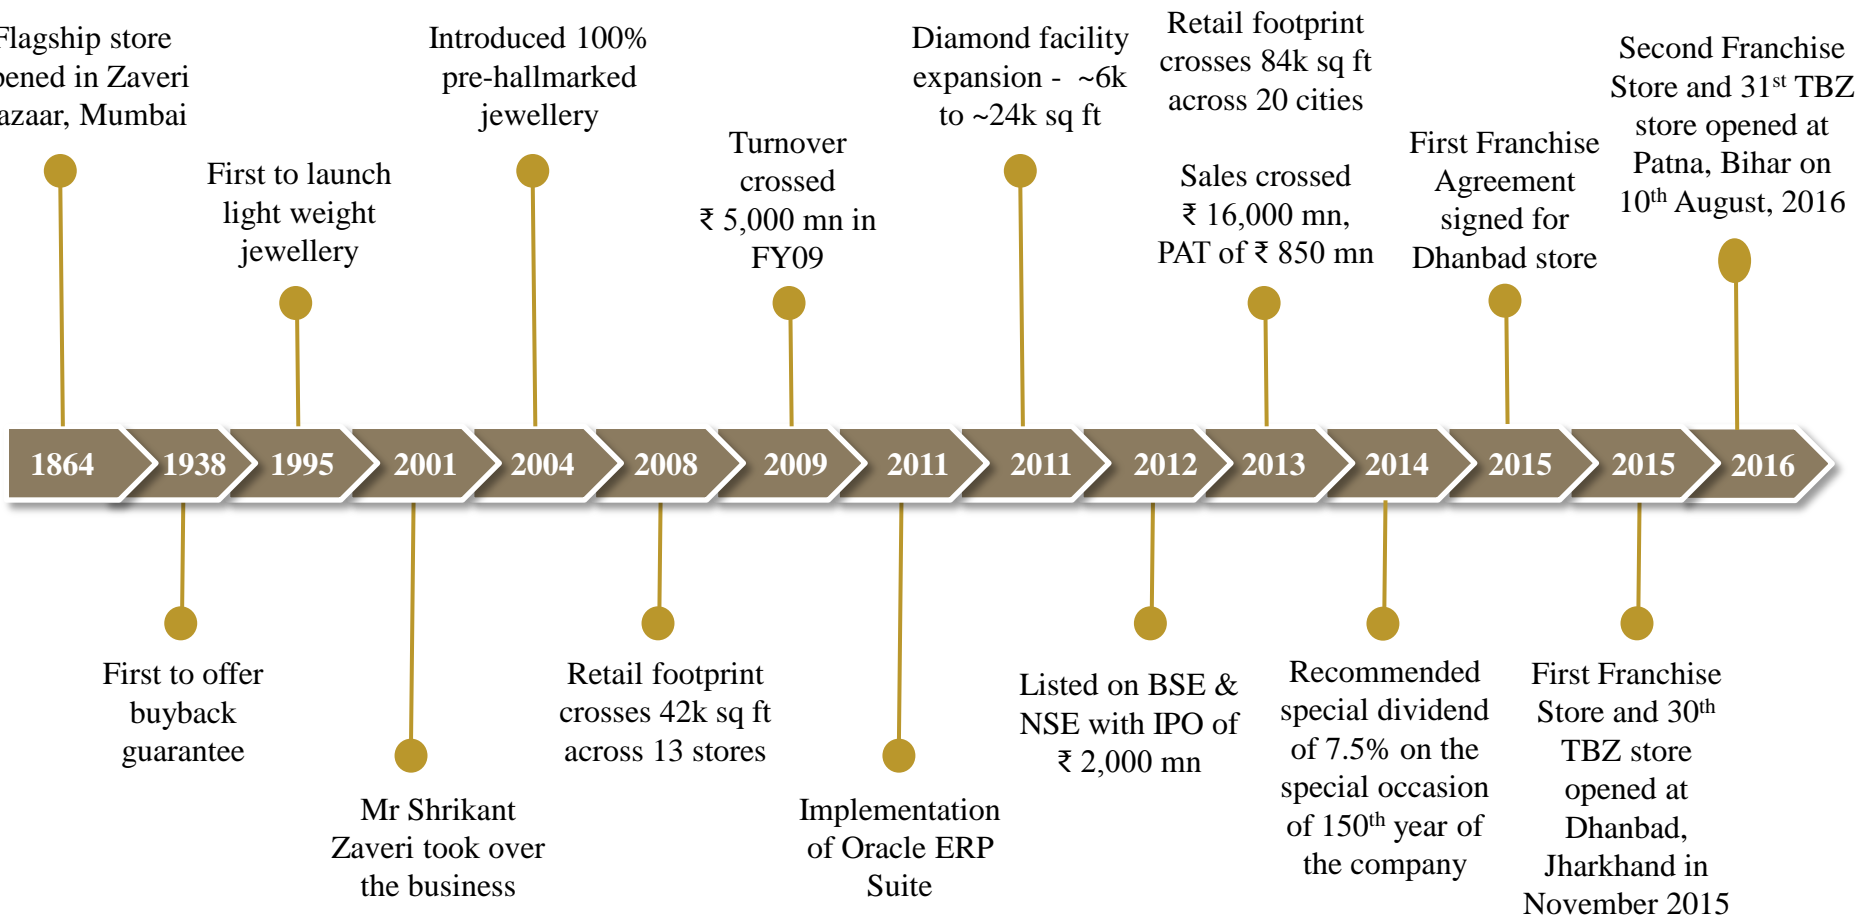 Flagship store
pened in Zaveri
azaar, Mumbai
First to launch
light weight
jewellery
Introduced 100%
pre-hallmarked
jewellery
Turnover
crossed
₹ 5,000 mn in
FY09
Diamond facility
expansion - ~6k
to ~24k sq ft
Retail footprint
crosses 84k sq ft
across 20 cities
Sales crossed
₹ 16,000 mn,
PAT of ₹ 850 mn
First Franchise
Agreement
signed for
Dhanbad store
Second Franchise
Store and 31st TBZ
store opened at
Patna, Bihar on
10th August, 2016
1864 1938 1995 2001 2004 2008 2009 2011 2011 2012 2013 2014 2015 2015 2016
First to offer
buyback
guarantee
Mr Shrikant
Zaveri took over
the business
Retail footprint
crosses 42k sq ft
across 13 stores
Implementation
of Oracle ERP
Suite
Listed on BSE &
NSE with IPO of
₹ 2,000 mn
Recommended
special dividend
of 7.5% on the
special occasion
of 150th year of
the company
First Franchise
Store and 30th
TBZ store
opened at
Dhanbad,
Jharkhand in
November 2015